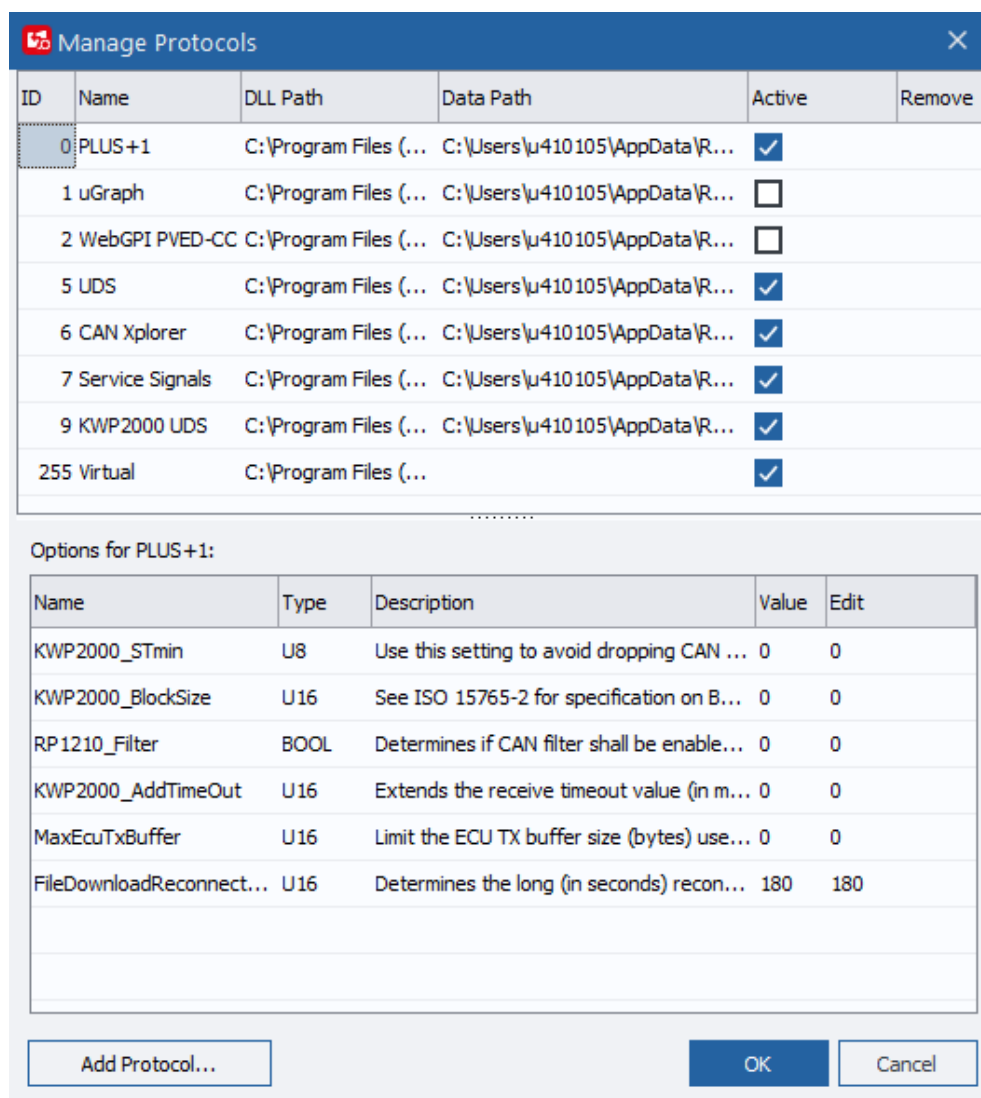 Manage Protocols
ID Name DLL Path Data Path Active Remove
0 PLUS+1 C:\Program Files (... C:\Users\u410105\AppData\R...
1 uGraph C:\Program Files (... C:\Users\u410105\AppData\R...
2 WebGPI PVED-CC C:\Program Files (... C:\Users\u410105\AppData\R...
5 UDS C:\Program Files (... C:\Users\u410105\AppData\R...
6 CAN Xplorer C:\Program Files (... C:\Users\u410105\AppData\R...
7 Service Signals C:\Program Files (... C:\Users\u410105\AppData\R...
9 KWP2000 UDS C:\Program Files (... C:\Users\u410105\AppData\R...
255 Virtual C:\Program Files (...
Options for PLUS+1:
Name Type Description Value Edit
KWP2000_STmin U8 Use this setting to avoid dropping CAN ... 0 0
KWP2000_BlockSize U16 See ISO 15765-2 for specification on B... 0 0
RP1210_Filter BOOL Determines if CAN filter shall be enable... 0 0
KWP2000_AddTimeOut U16 Extends the receive timeout value (in m... 0 0
MaxEcuTxBuffer U16 Limit the ECU TX buffer size (bytes) use... 0 0
FileDownloadReconnect... U16 Determines the long (in seconds) recon... 180 180
Add Protocol... OK Cancel